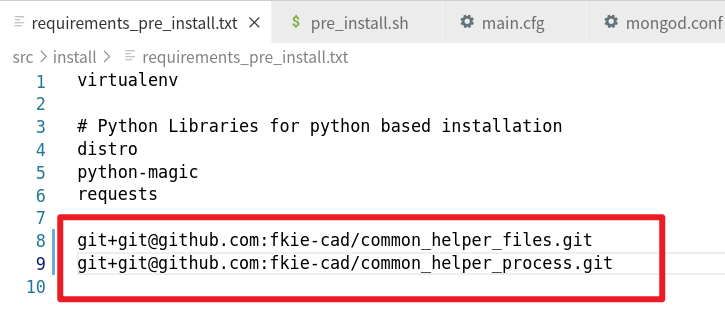 requirements_pre_install.txt × $ pre_install.sh main.cfg mongod.conf
src > install > requirements_pre_install.txt
1 virtualenv
2
3 # Python Libraries for python based installation
4 distro
5 python-magic
6 requests
7
8 git+git@github.com:fkie-cad/common_helper_files.git
9 git+git@github.com:fkie-cad/common_helper_process.git
10